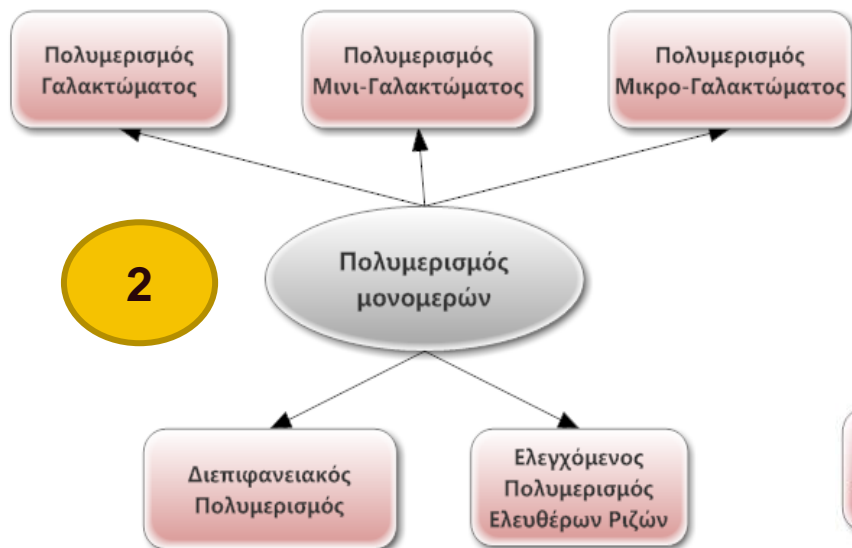 Πολυμερισμός
Γαλακτώματος
Πολυμερισμός
Μινι-Γαλακτώματος
Πολυμερισμός
Μικρο-Γαλακτώματος
2
Πολυμερισμός
μονομερών
Διεπιφανειακός
Πολυμερισμός
Ελεγχόμενος
Πολυμερισμός
Ελευθέρων Ριζών